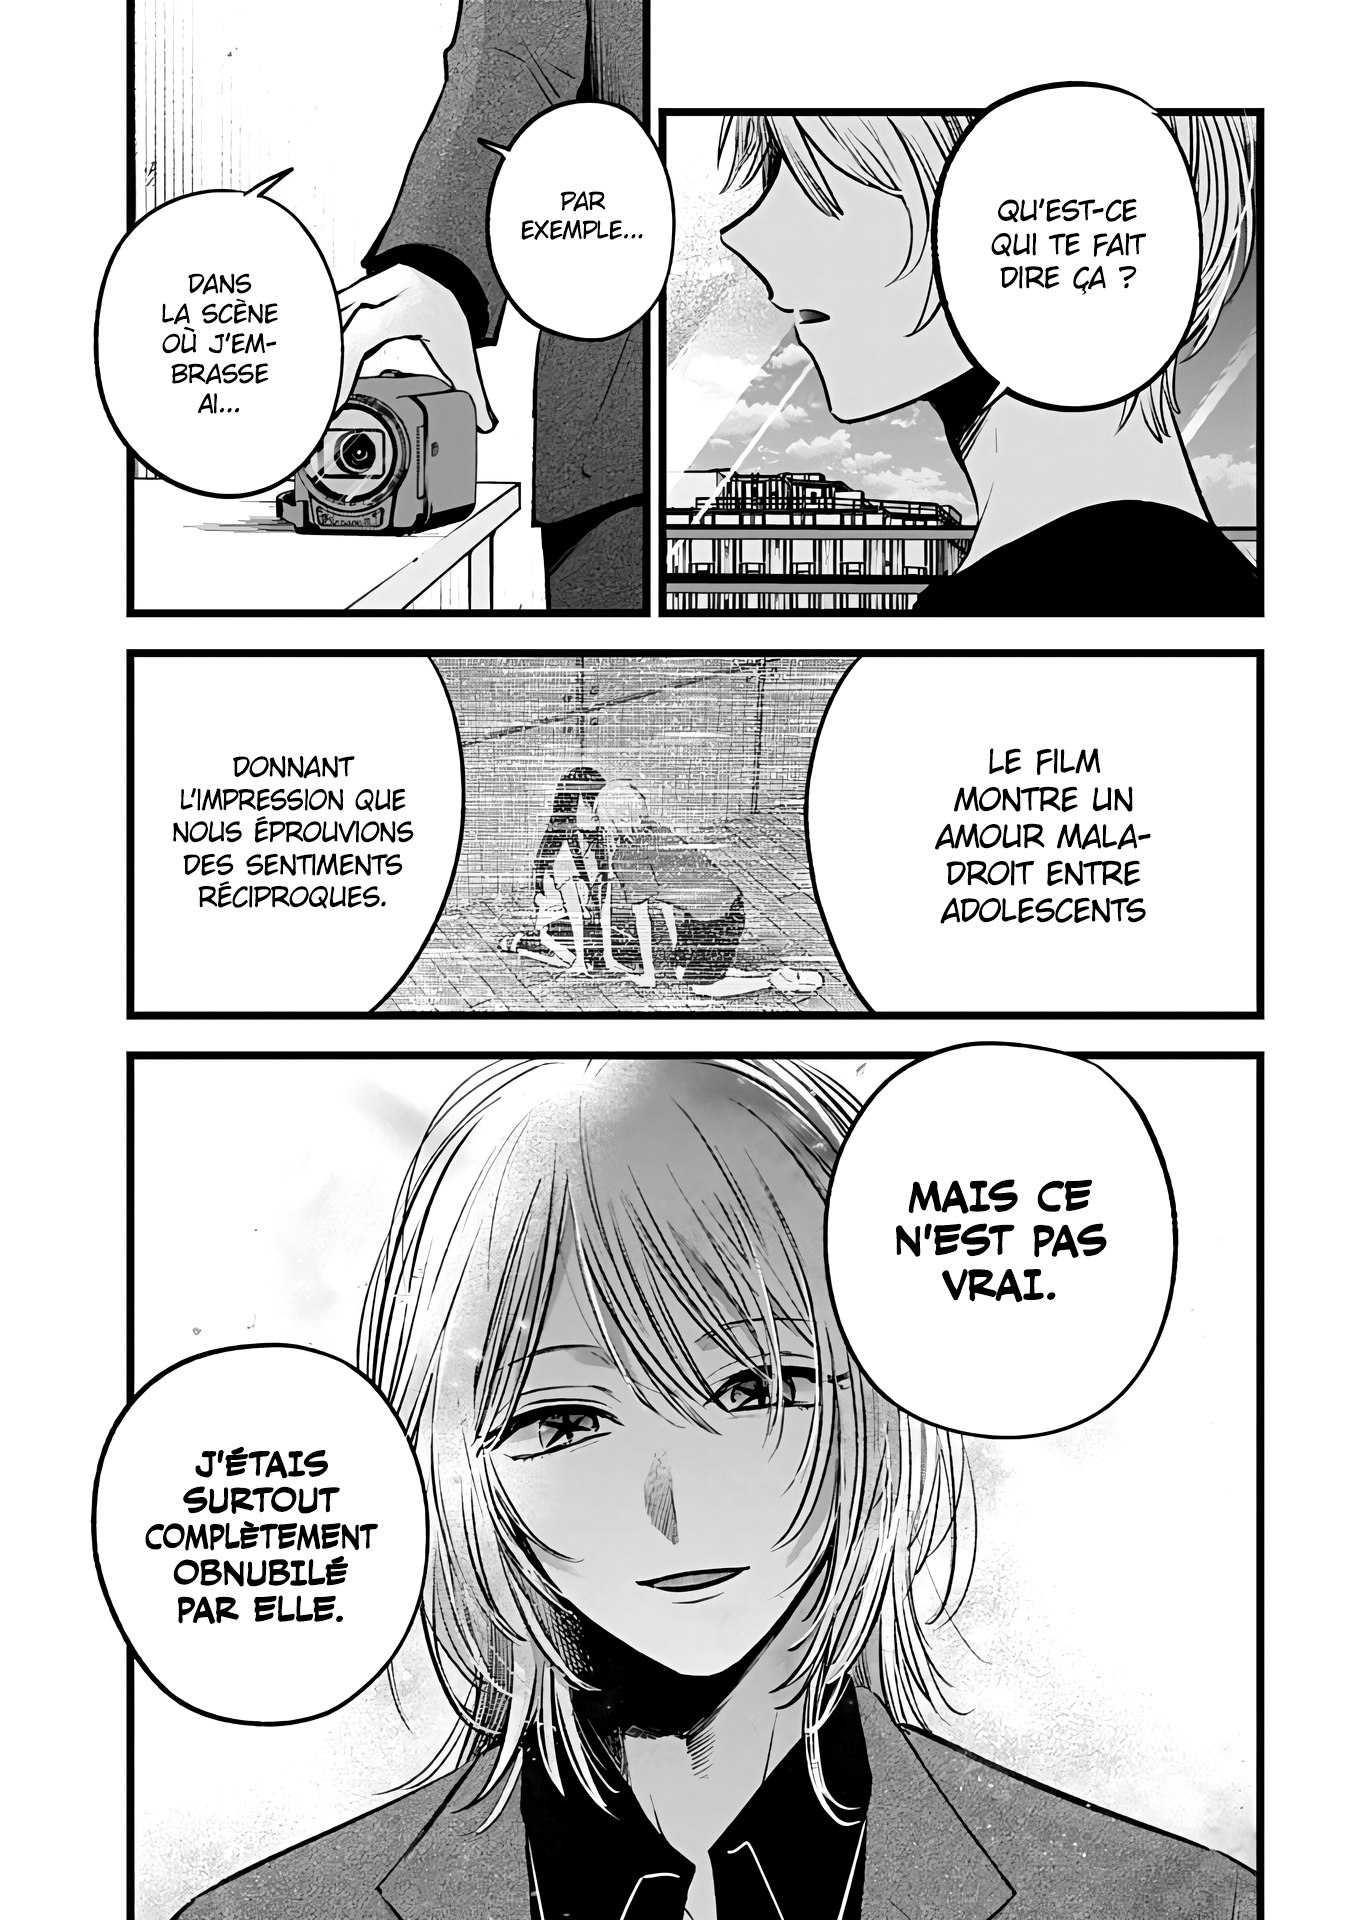 QU'EST-CE
QUI TE FAIT
DIRE ÇA ?
PAR
EXEMPLE...
DANS
LA SCÈNE
OÙ J'EM-
BRASSE
AI...
LE FILM
MONTRE UN
AMOUR MALA-
DROIT ENTRE
ADOLESCENTS
DONNANT
L'IMPRESSION QUE
NOUS ÉPROUVIONS
DES SENTIMENTS
RÉCIPROQUES.
MAIS CE
N'EST PAS
VRAI.
J'ÉTAIS
SURTOUT
COMPLÈTEMENT
OBNUBILÉ
PAR ELLE.